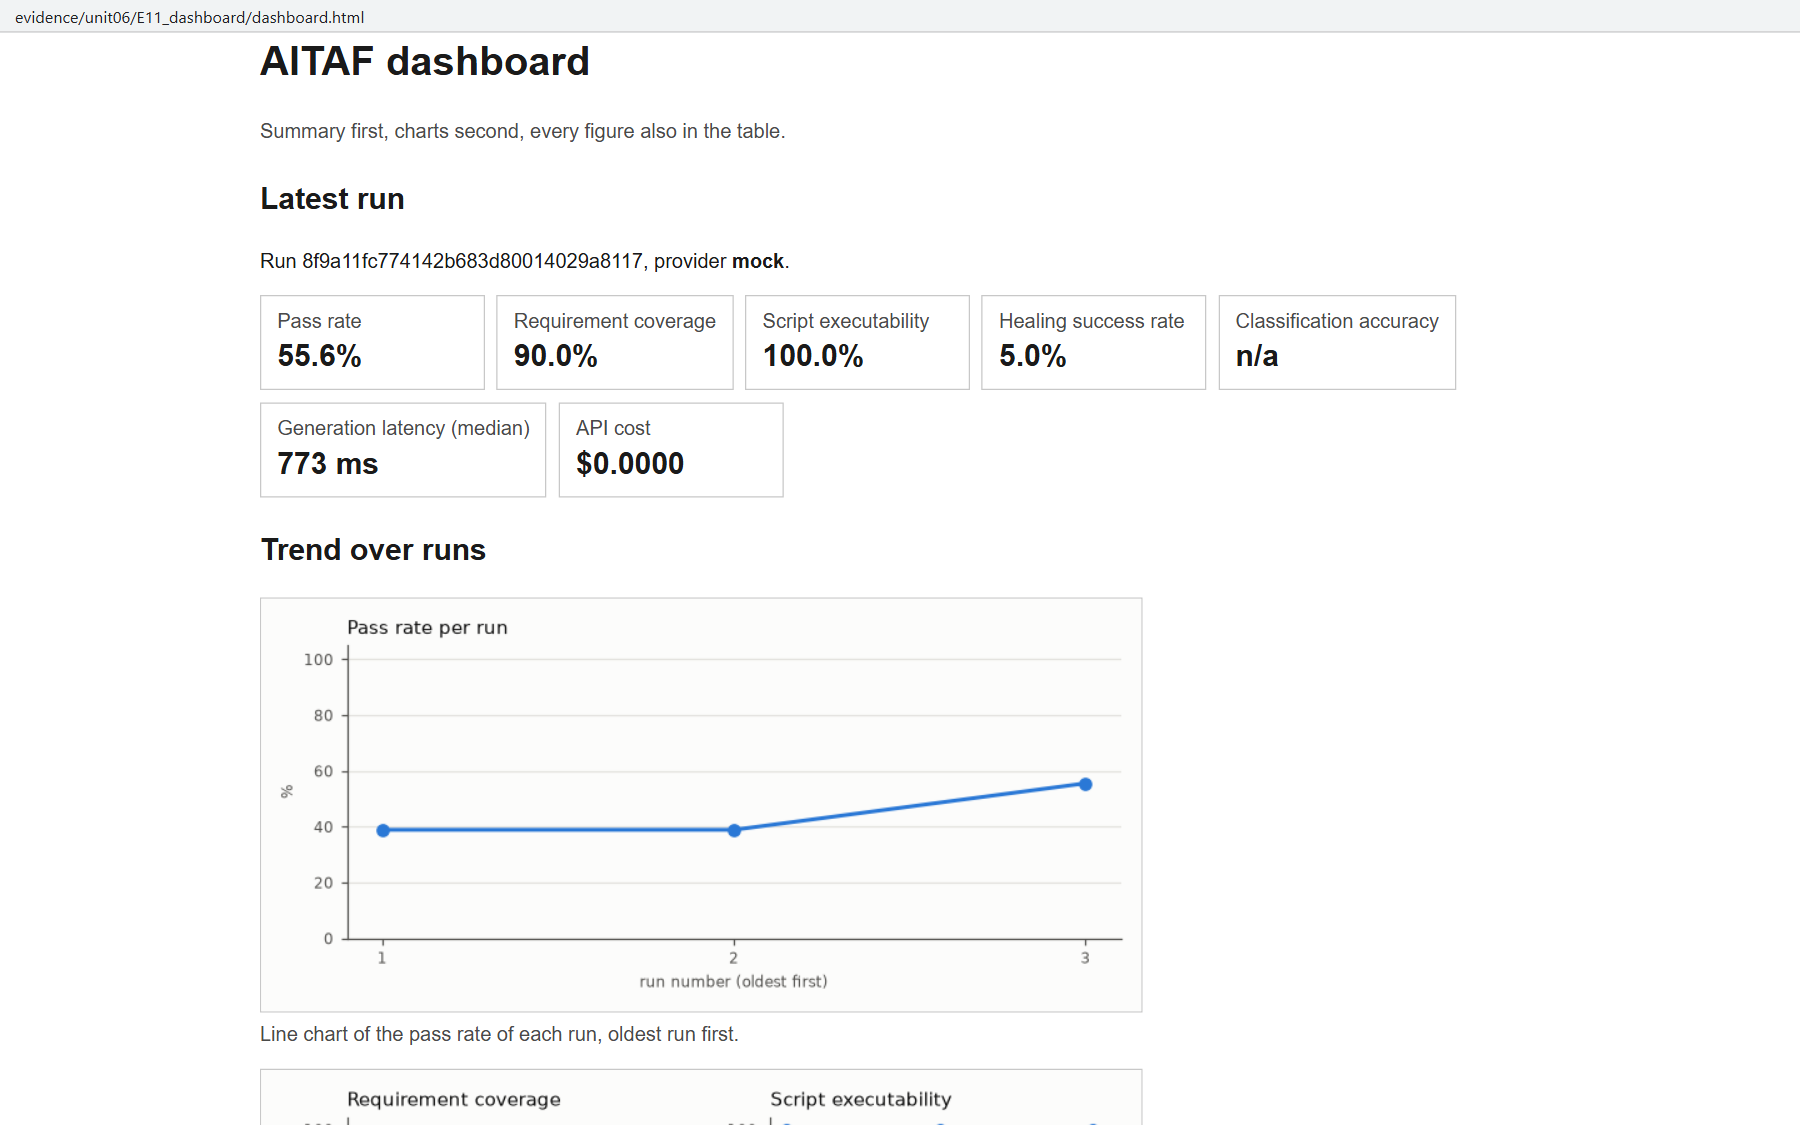 evidence/unit06/E11_dashboard/dashboard.html
AITAF dashboard
Summary first, charts second, every figure also in the table.
Latest run
Run 8f9a11fc774142b683d80014029a8117, provider mock.
Pass rate
55.6%
Requirement coverage
90.0%
Script executability
100.0%
Healing success rate
5.0%
Classification accuracy
n/a
Generation latency (median)
773 ms
API cost
$0.0000
Trend over runs
Pass rate per run
100
80
60
%
40
20
0
1 2 3
run number (oldest first)
Line chart of the pass rate of each run, oldest run first.
Requirement coverage
Script executability